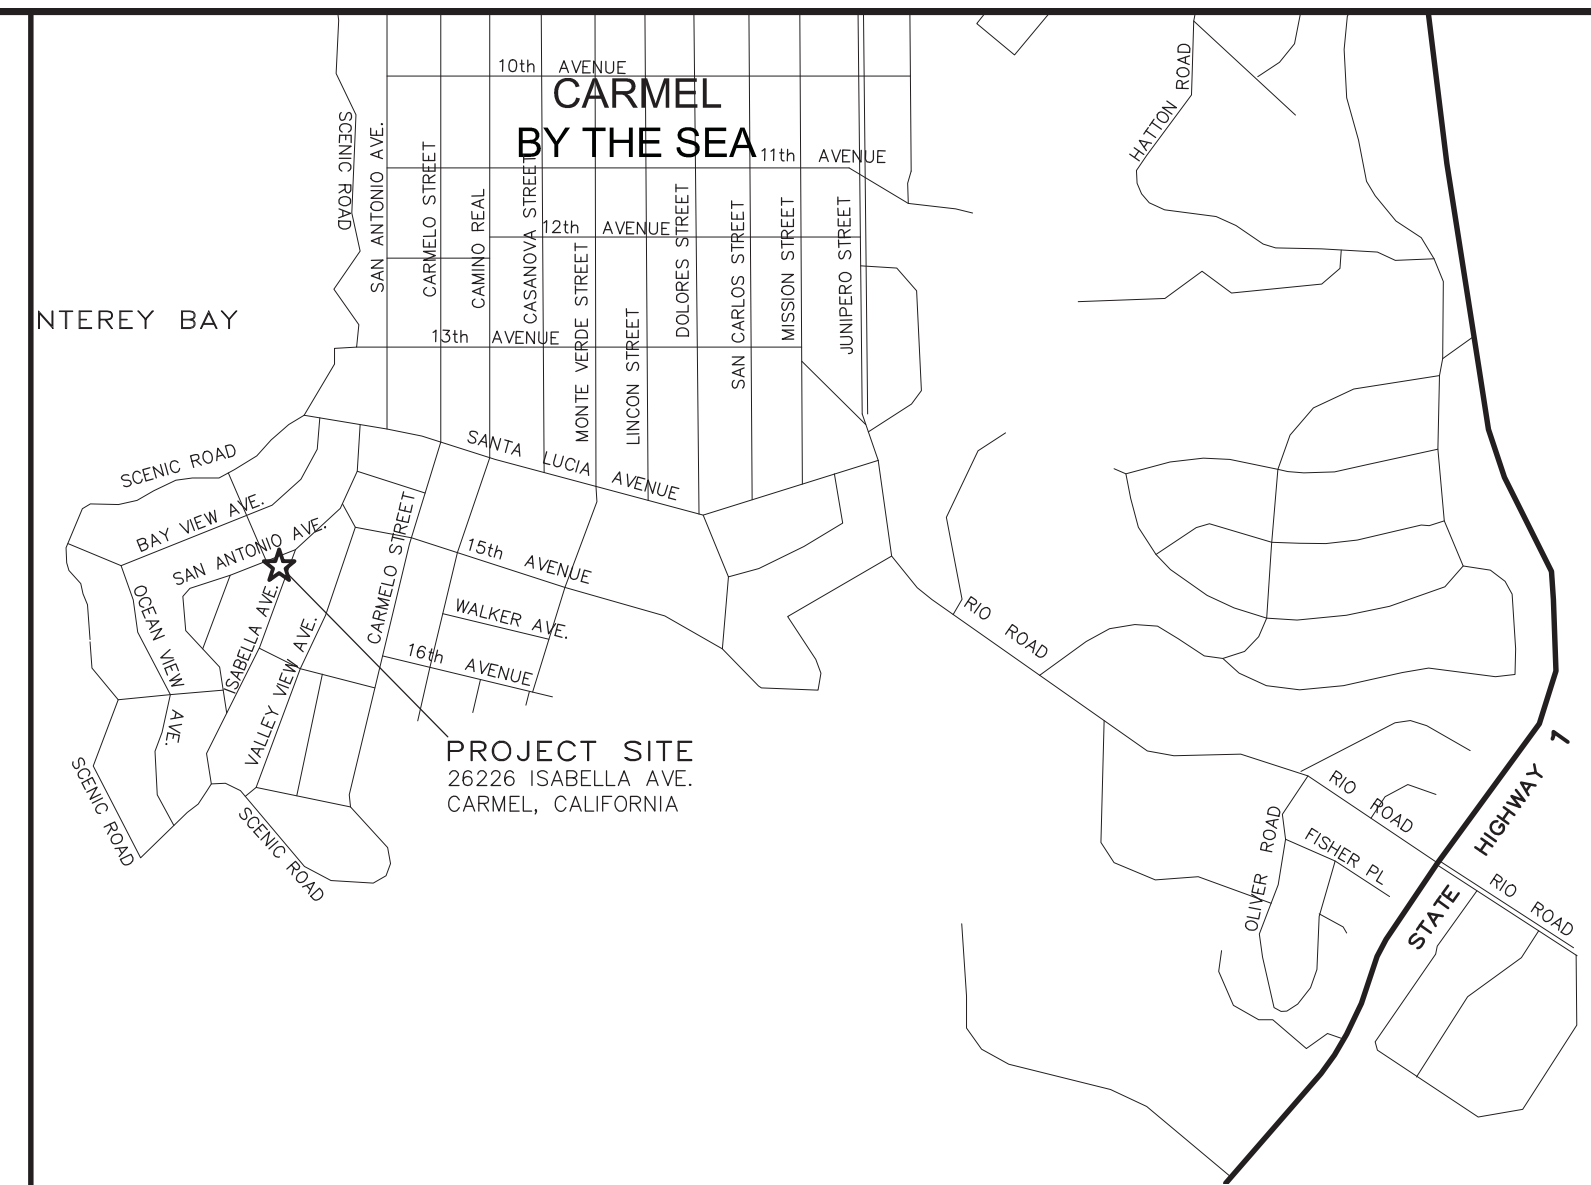 10th AVENUE
CARMEL
BY THE SEA
11th AVENUE
HATTON ROAD
SCENIC ROAD
SAN ANTONIO AVE.
CARMELO STREET
CAMINO REAL
CASANOVA STREET
12th AVENUE
MONTE VERDE STREET
LINCON STREET
DOLORES STREET
SAN CARLOS STREET
MISSION STREET
JUNIPERO STREET
NTEREY BAY
13th AVENUE
SANTA LUCIA AVENUE
SCENIC ROAD
BAY VIEW AVE.
SAN ANTONIO AVE.
CARMELO STREET
15th AVENUE
WALKER AVE.
16th AVENUE
OCEAN VIEW AVE.
ISABELLA AVE.
VALLEY VIEW AVE.
RIO ROAD
PROJECT SITE
26226 ISABELLA AVE.
CARMEL, CALIFORNIA
SCENIC ROAD
SCENIC ROAD
RIO ROAD
OLIVER ROAD
FISHER PL
STATE HIGHWAY 1
RIO ROAD